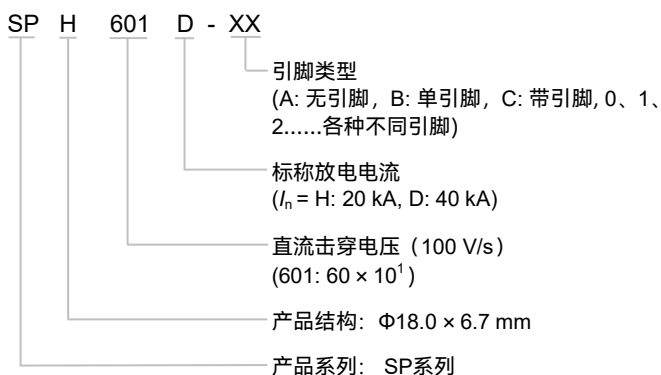 SP H 601 D - XX
引脚类型
(A: 无引脚，B: 单引脚，C: 带引脚, 0、1、
2......各种不同引脚)
标称放电电流
(In = H: 20 kA, D: 40 kA)
直流击穿电压（100 V/s）
(601: 60 × 10¹ )
产品结构: Φ18.0 × 6.7 mm
产品系列: SP系列